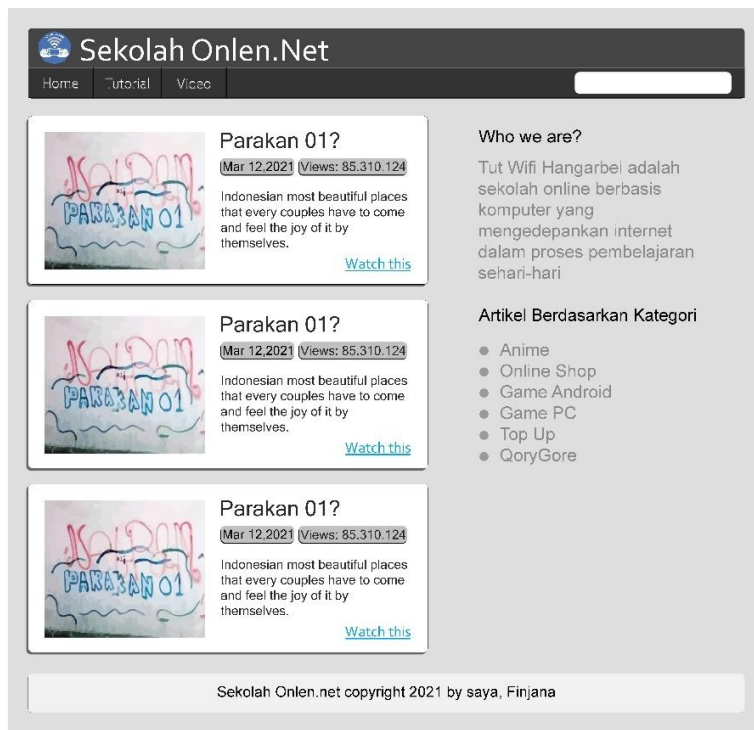 Sekolah Onlen.Net
Home Tutorial Video
Parakan 01?
Mar 12,2021 Views: 85.310.124
Indonesian most beautiful places
that every couples have to come
and feel the joy of it by
themselves.
Watch this
PARAKAN 01
Parakan 01?
Mar 12,2021 Views: 85.310.124
Indonesian most beautiful places
that every couples have to come
and feel the joy of it by
themselves.
Watch this
PARAKAN 01
Parakan 01?
Mar 12,2021 Views: 85.310.124
Indonesian most beautiful places
that every couples have to come
and feel the joy of it by
themselves.
Watch this
PARAKAN 01
Who we are?
Tut Wifi Hangarbei adalah
sekolah online berbasis
komputer yang
mengedepankan internet
dalam proses pembelajaran
sehari-hari
Artikel Berdasarkan Kategori
Anime
Online Shop
Game Android
Game PC
Top Up
QoryGore
Sekolah Onlen.net copyright 2021 by saya, Finjana